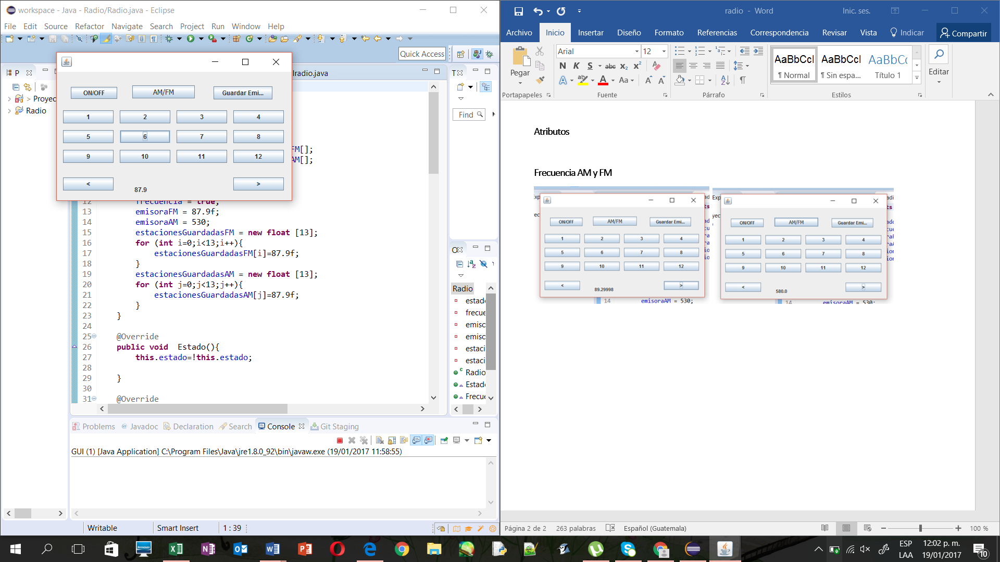 workspace - Java - Radio/Radio.java - Eclipse
File Edit Source Refactor Navigate Search Project Run Window Help
Quick Access
P
> Proyec
Radio
ON/OFF AM/FM Guardar Emi...
1 2 3 4
5 6 7 8
9 10 11 12
< 87.9 >
Iradio.java
FM[];
AM[];
12 frecuencia = true;
13 emisoraFM = 87.9f;
14 emisoraAM = 530;
15 estacionesGuardadasFM = new float [13];
16 for (int i=0;i<13;i++){
17 estacionesGuardadasFM[i]=87.9f;
18 }
19 estacionesGuardadasAM = new float [13];
20 for (int j=0;j<13;j++){
21 estacionesGuardadasAM[j]=87.9f;
22 }
23 }
24
25 @Override
26 public void Estado(){
27 this.estado=!this.estado;
28
29 }
30
31 @Override
T
Find
O
Radio
estado
frecue
emiso
emiso
estaci
estaci
Radio
Estado
Frecue
Problems @ Javadoc Declaration Search Console Git Staging
GUI (1) [Java Application] C:\Program Files\Java\jre1.8.0_92\bin\javaw.exe (19/01/2017 11:58:55)
Writable Smart Insert 1 : 39
radio - Word Inic. ses.
Archivo Inicio Insertar Diseño Formato Referencias Correspondencia Revisar Vista Indicar Compartir
Pegar
Arial 12
N K S abc x₂ x²
A aby A Aa A A
AaBbCcI AaBbCcI AaBbCc
¶ Normal ¶ Sin espa... Título 1
Editar
Portapapeles Fuente Párrafo Estilos
Atributos
Frecuencia AM y FM
Exp
ON/OFF AM/FM Guardar Emi...
1 2 3 4
5 6 7 8
9 10 11 12
< 89.29998 >
14 emisoraAM = 530;
Exp
ON/OFF AM/FM Guardar Emi...
1 2 3 4
5 6 7 8
9 10 11 12
< 580.0 >
14 emisoraAM = 530;
Página 2 de 2 263 palabras Español (Guatemala) 100 %
ESP 12:02 p. m.
LAA 19/01/2017
10